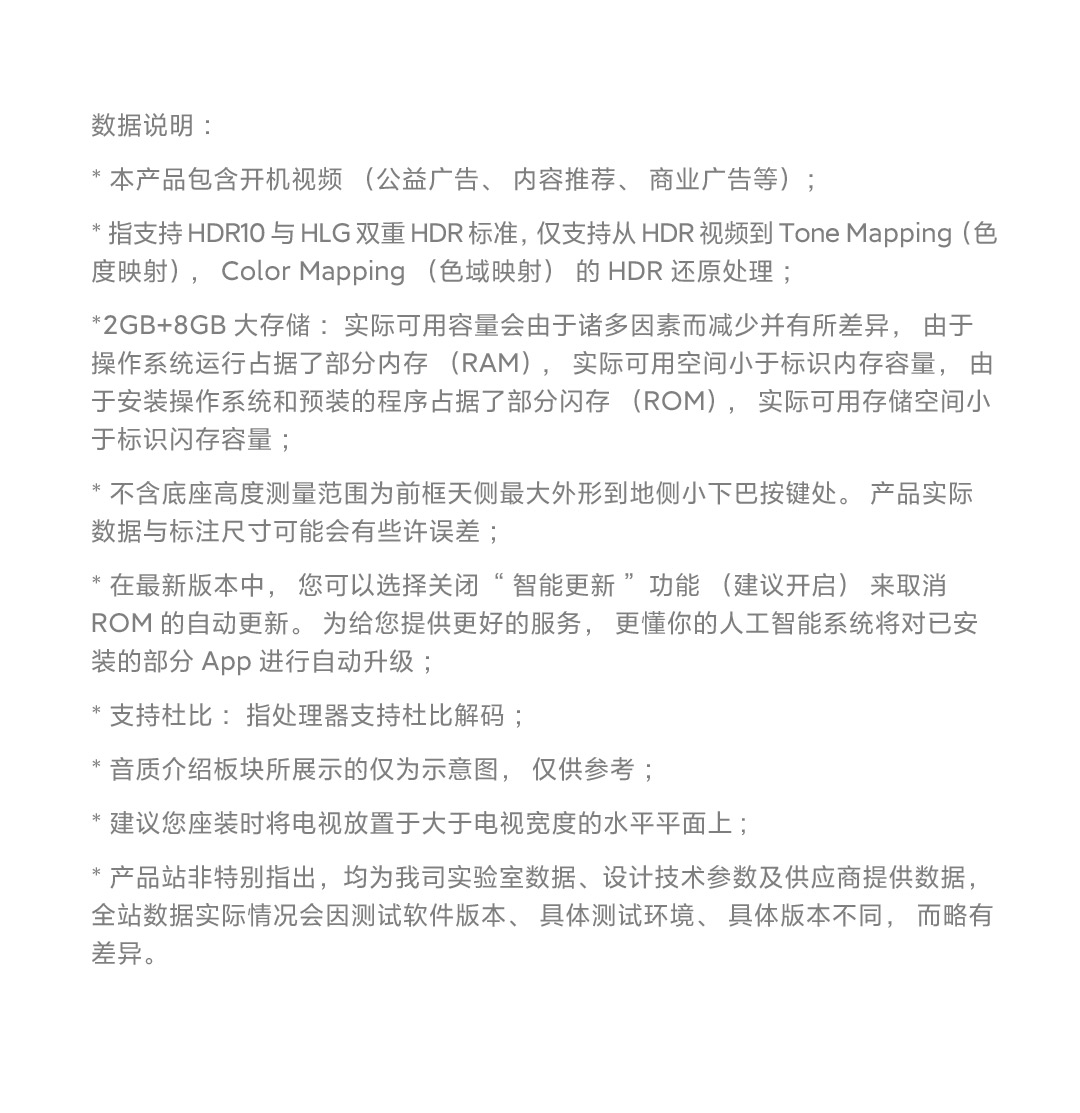 数据说明：
* 本产品包含开机视频（公益广告、内容推荐、商业广告等）；
* 指支持 HDR10 与 HLG 双重 HDR 标准，仅支持从 HDR 视频到 Tone Mapping（色
度映射），Color Mapping（色域映射）的 HDR 还原处理；
*2GB+8GB 大存储：实际可用容量会由于诸多因素而减少并有所差异，由于
操作系统运行占据了部分内存（RAM），实际可用空间小于标识内存容量，由
于安装操作系统和预装的程序占据了部分闪存（ROM），实际可用存储空间小
于标识闪存容量；
* 不含底座高度测量范围为前框天侧最大外形到地侧小下巴按键处。产品实际
数据与标注尺寸可能会有些许误差；
* 在最新版本中，您可以选择关闭“智能更新”功能（建议开启）来取消
ROM 的自动更新。为给您提供更好的服务，更懂你的人工智能系统将对已安
装的部分 App 进行自动升级；
* 支持杜比：指处理器支持杜比解码；
* 音质介绍板块所展示的仅为示意图，仅供参考；
* 建议您座装时将电视放置于大于电视宽度的水平平面上；
* 产品站非特别指出，均为我司实验室数据、设计技术参数及供应商提供数据，
全站数据实际情况会因测试软件版本、具体测试环境、具体版本不同，而略有
差异。